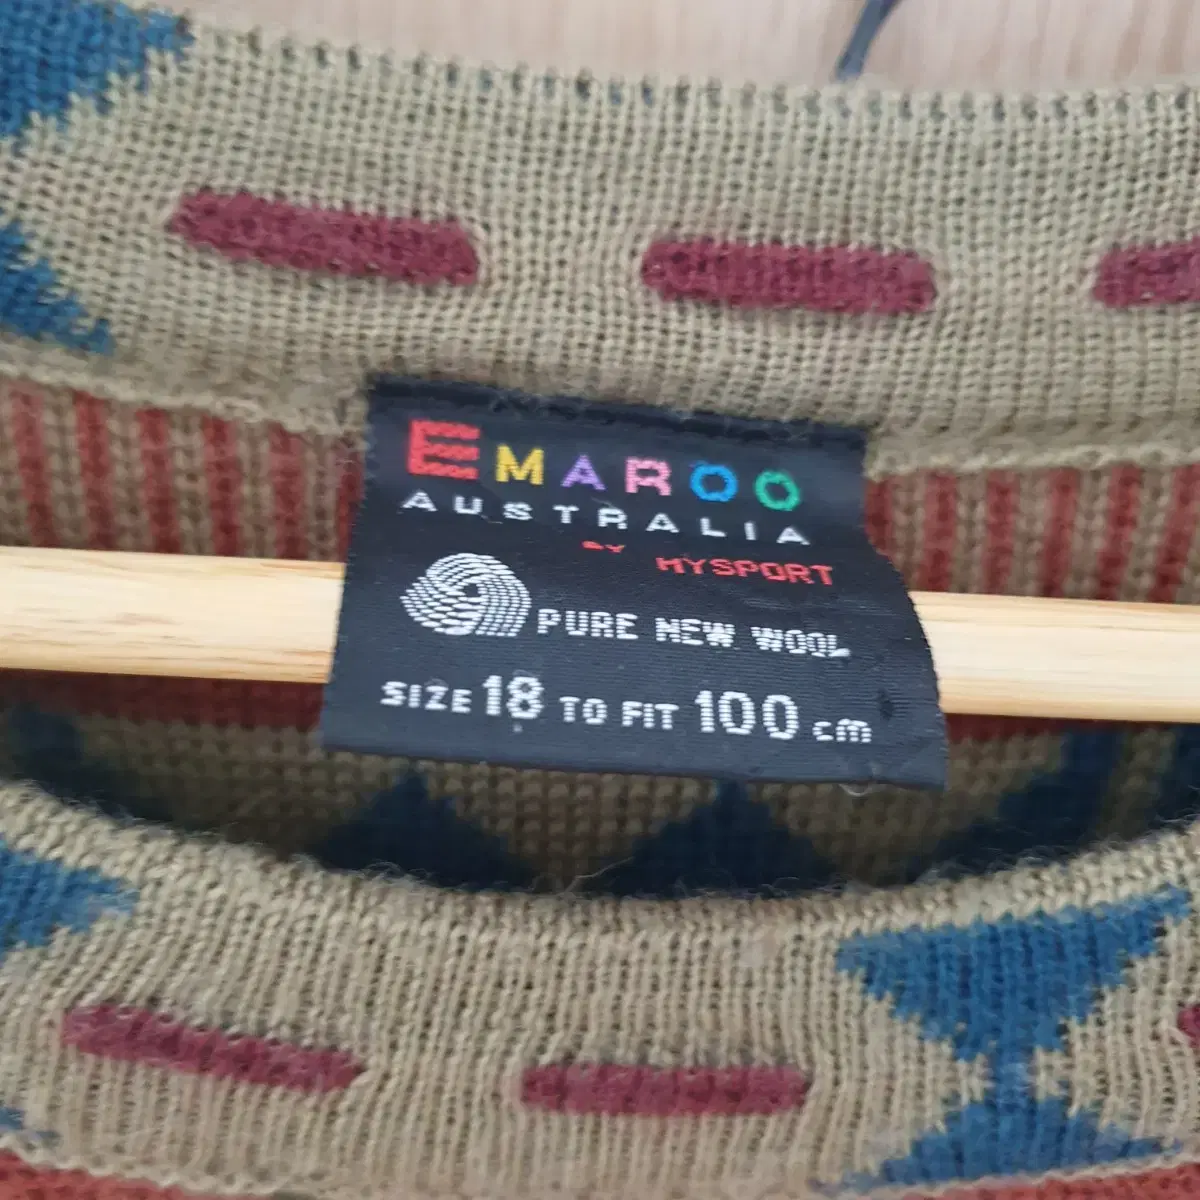 EMAROO
AUSTRALIA
BY MYSPORT
PURE NEW WOOL
SIZE 18 TO FIT 100 cm